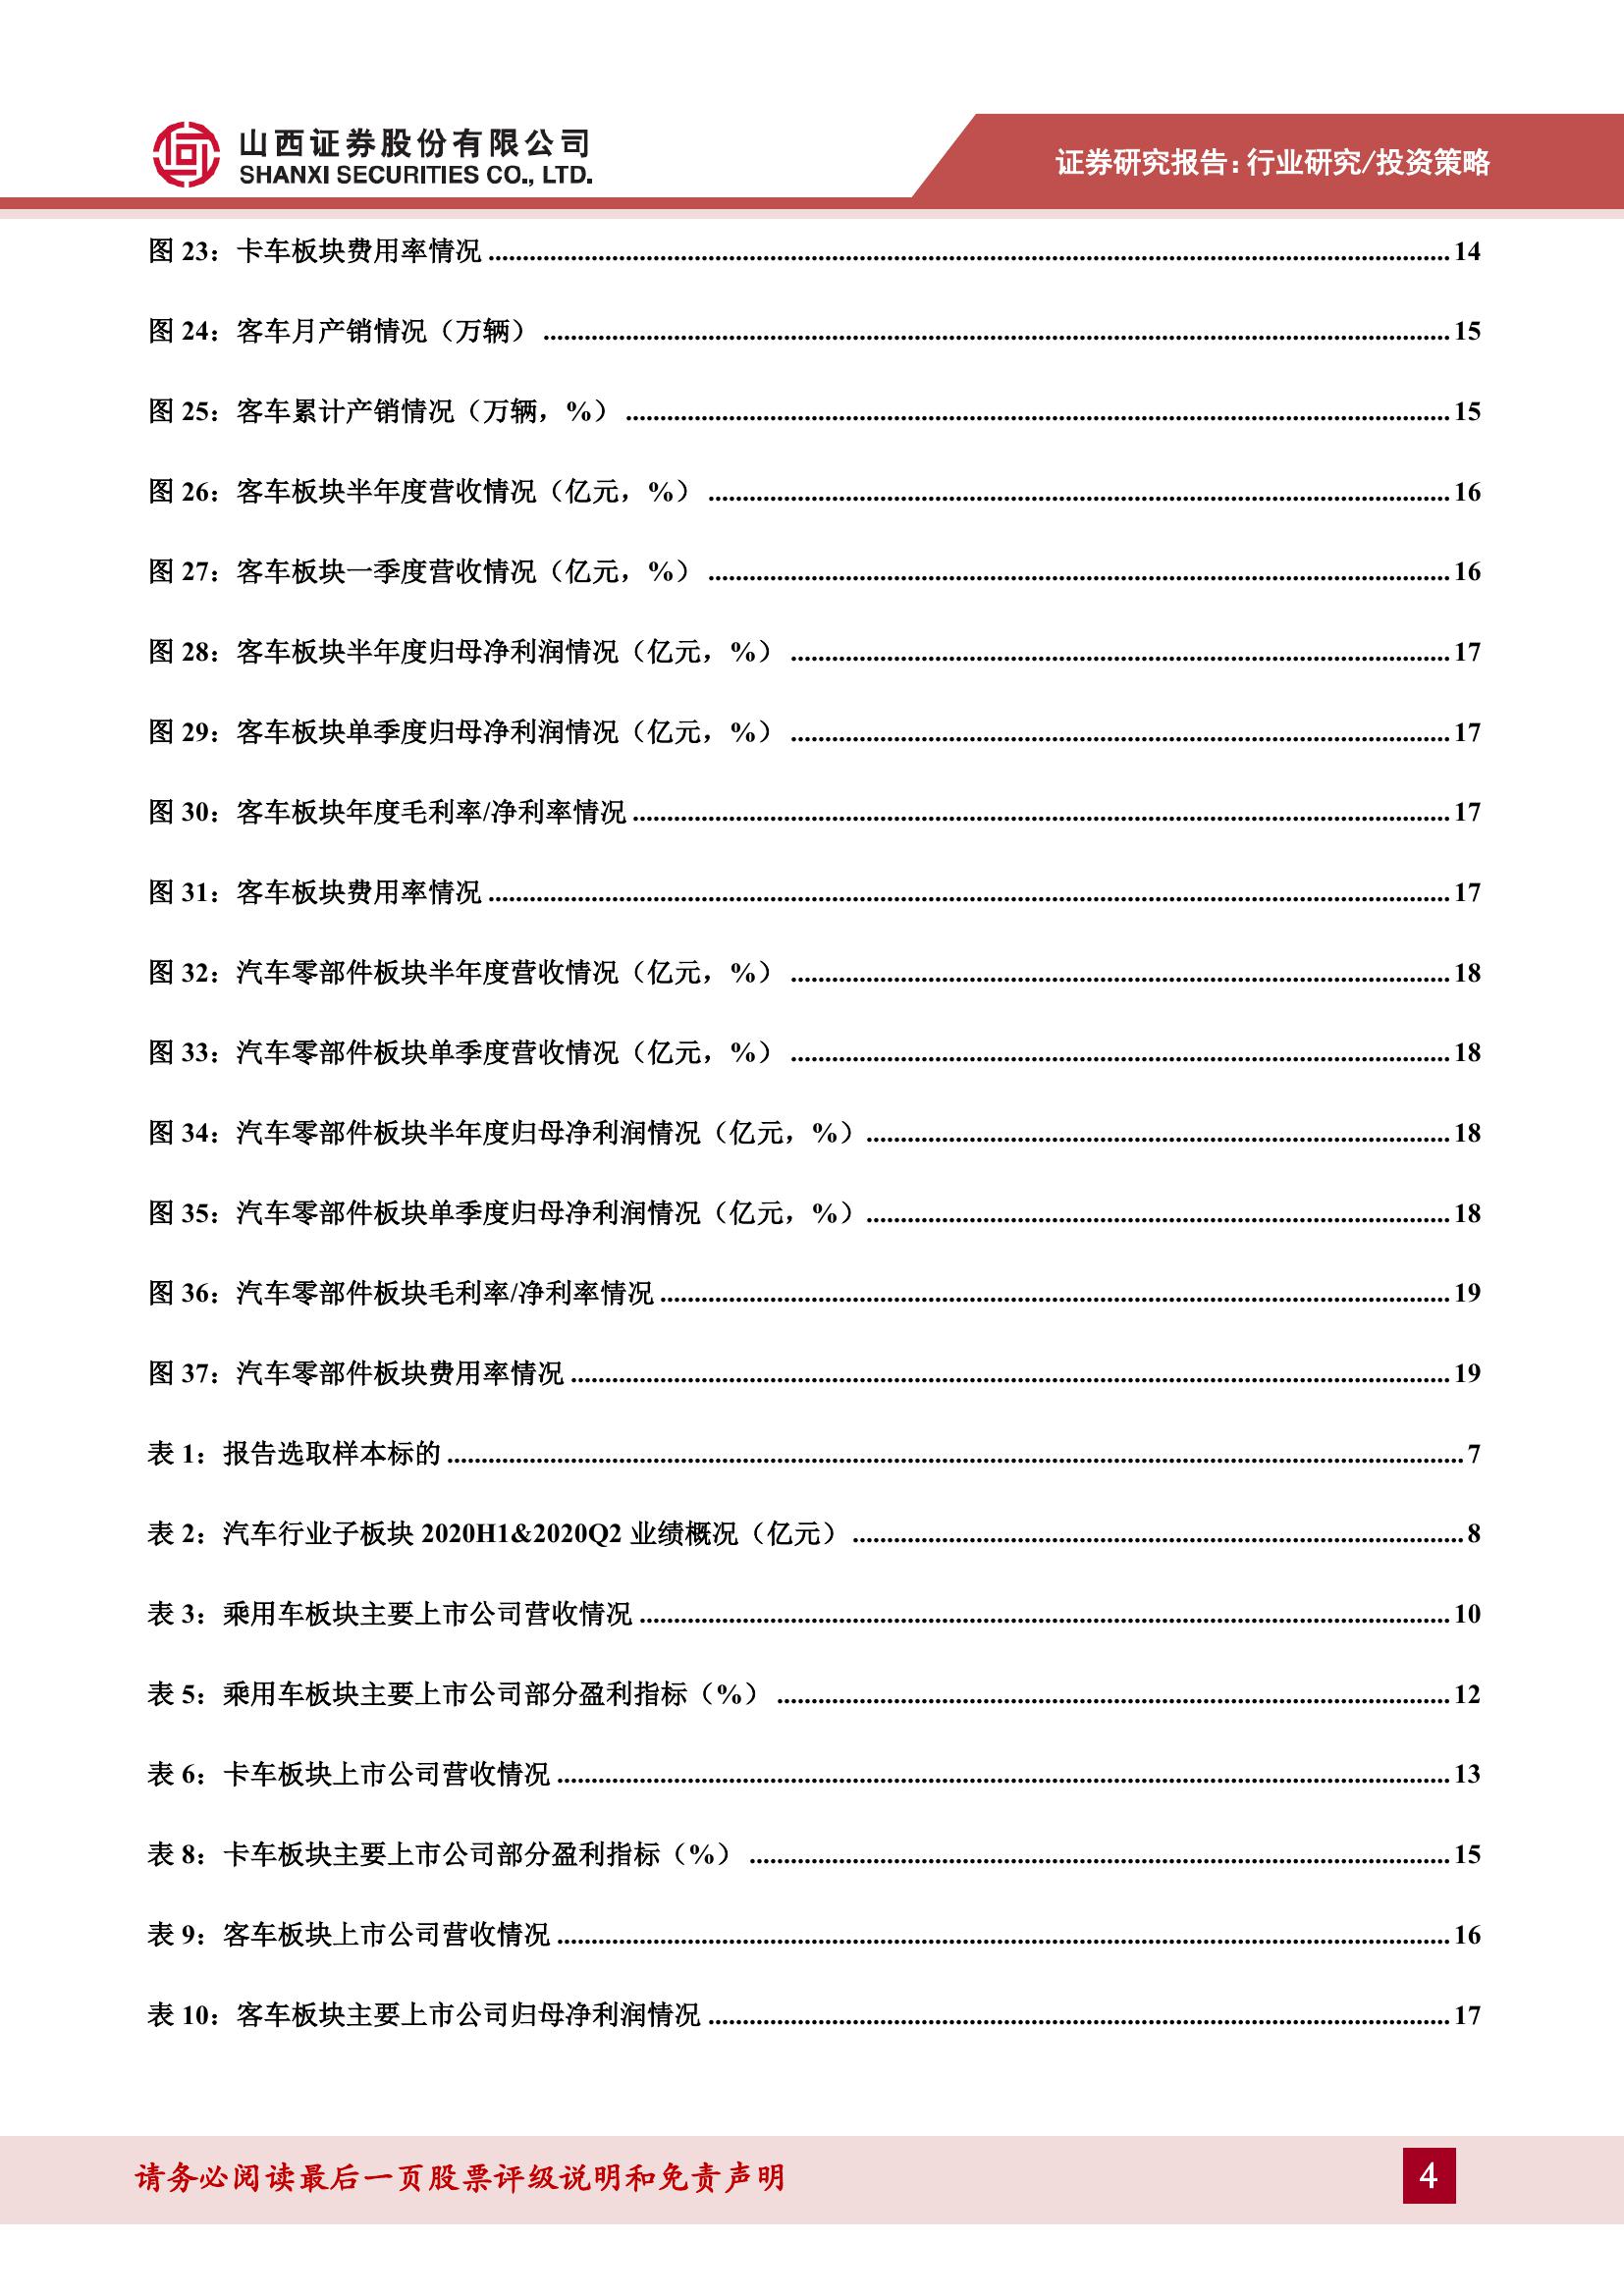 山西证券股份有限公司
SHANXI SECURITIES CO., LTD.
证券研究报告：行业研究/投资策略
图 23：卡车板块费用率情况 ........ 14
图 24：客车月产销情况（万辆） ........ 15
图 25：客车累计产销情况（万辆，%） ........ 15
图 26：客车板块半年度营收情况（亿元，%） ........ 16
图 27：客车板块一季度营收情况（亿元，%） ........ 16
图 28：客车板块半年度归母净利润情况（亿元，%） ........ 17
图 29：客车板块单季度归母净利润情况（亿元，%） ........ 17
图 30：客车板块年度毛利率/净利率情况 ........ 17
图 31：客车板块费用率情况 ........ 17
图 32：汽车零部件板块半年度营收情况（亿元，%） ........ 18
图 33：汽车零部件板块单季度营收情况（亿元，%） ........ 18
图 34：汽车零部件板块半年度归母净利润情况（亿元，%） ........ 18
图 35：汽车零部件板块单季度归母净利润情况（亿元，%） ........ 18
图 36：汽车零部件板块毛利率/净利率情况 ........ 19
图 37：汽车零部件板块费用率情况 ........ 19
表 1：报告选取样本标的 ........ 7
表 2：汽车行业子板块 2020H1&2020Q2 业绩概况（亿元） ........ 8
表 3：乘用车板块主要上市公司营收情况 ........ 10
表 5：乘用车板块主要上市公司部分盈利指标（%） ........ 12
表 6：卡车板块上市公司营收情况 ........ 13
表 8：卡车板块主要上市公司部分盈利指标（%） ........ 15
表 9：客车板块上市公司营收情况 ........ 16
表 10：客车板块主要上市公司归母净利润情况 ........ 17
请务必阅读最后一页股票评级说明和免责声明
4